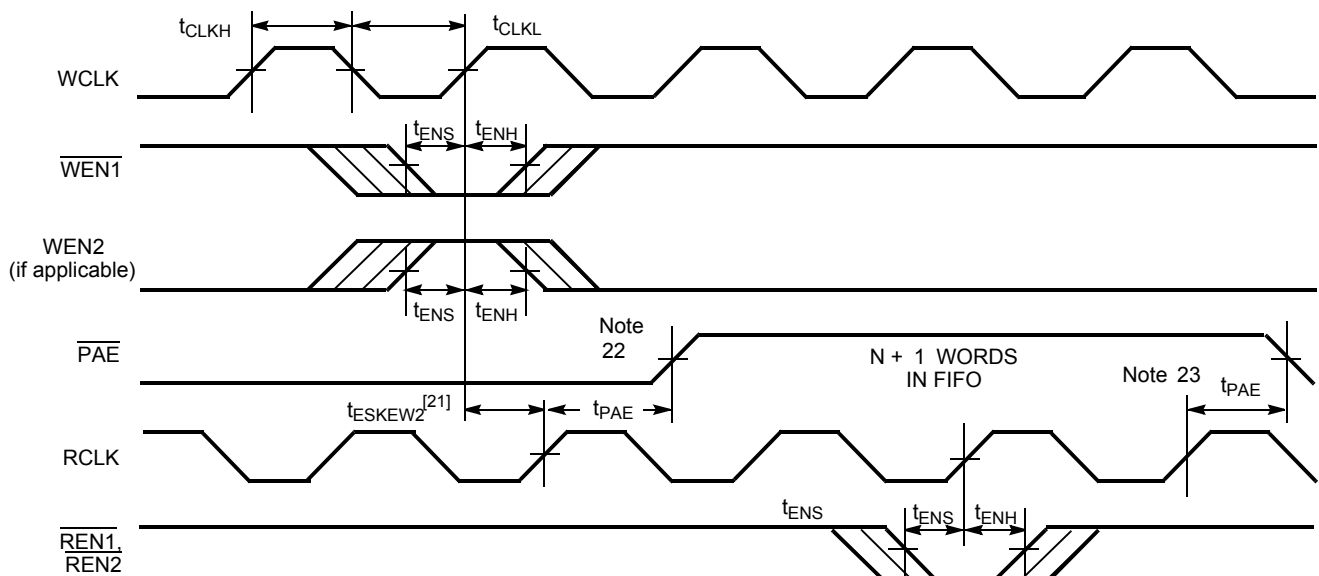 tCLKH
tCLKL
WCLK
tENS
tENH
WEN1
WEN2
(if applicable)
tENS
tENH
Note
22
PAE
N + 1 WORDS
IN FIFO
Note 23
tPAE
tESKEW2[21]
tPAE
RCLK
tENS
tENS
tENH
REN1,
REN2